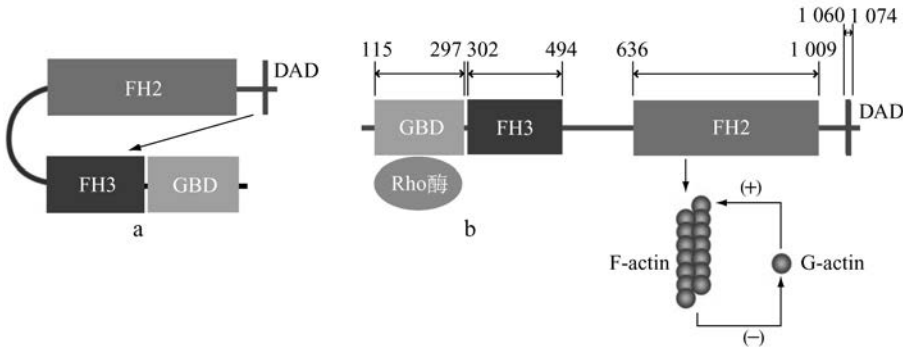 FH2
DAD
FH3
GBD
a
1 060
1 074
115
297
302
494
636
1 009
GBD
FH3
FH2
DAD
Rho酶
b
(+)
F-actin
G-actin
(−)